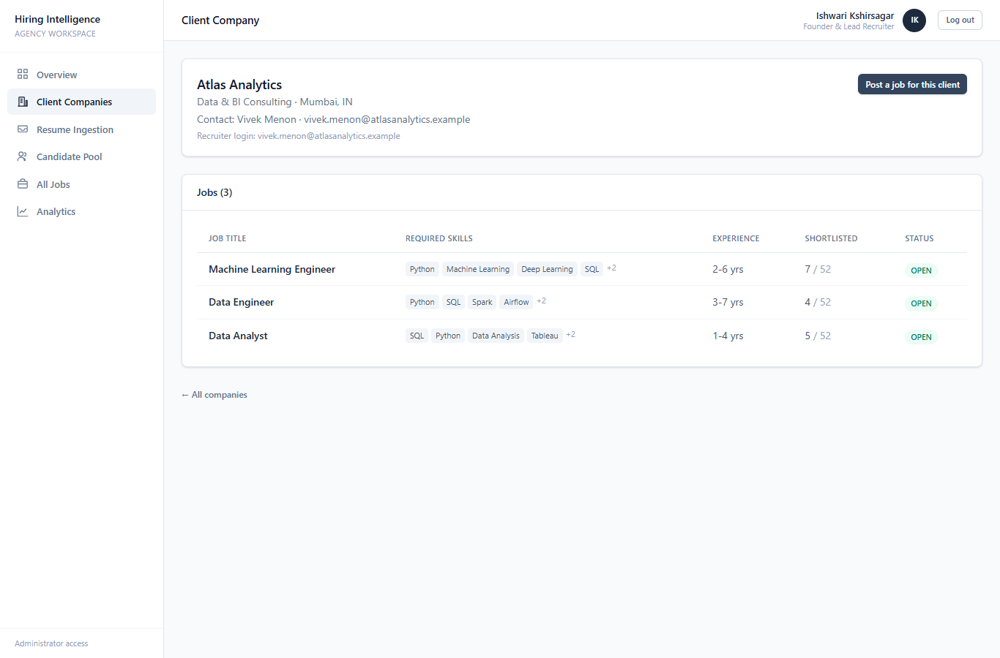 Hiring Intelligence
AGENCY WORKSPACE
Overview
Client Companies
Resume Ingestion
Candidate Pool
All Jobs
Analytics
Administrator access
Client Company
Ishwari Kshirsagar
Founder & Lead Recruiter
IK
Log out
Atlas Analytics
Data & BI Consulting · Mumbai, IN
Contact: Vivek Menon · vivek.menon@atlasanalytics.example
Recruiter login: vivek.menon@atlasanalytics.example
Post a job for this client
Jobs (3)
JOB TITLE REQUIRED SKILLS EXPERIENCE SHORTLISTED STATUS
Machine Learning Engineer Python Machine Learning Deep Learning SQL +2 2-6 yrs 7 / 52 OPEN
Data Engineer Python SQL Spark Airflow +2 3-7 yrs 4 / 52 OPEN
Data Analyst SQL Python Data Analysis Tableau +2 1-4 yrs 5 / 52 OPEN
← All companies